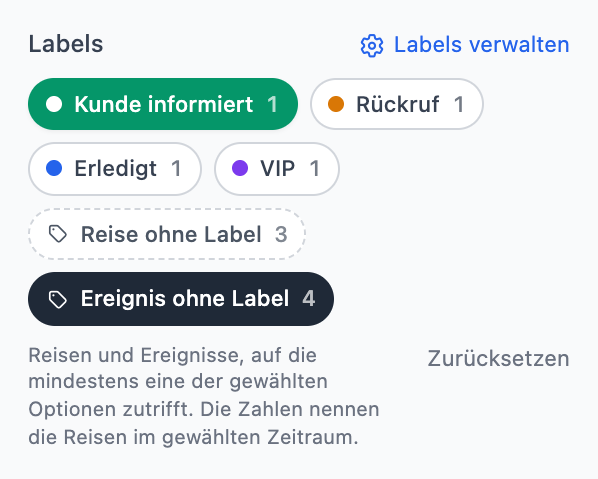 Labels
Labels verwalten
Kunde informiert 1
Rückruf 1
Erledigt 1
VIP 1
Reise ohne Label 3
Ereignis ohne Label 4
Reisen und Ereignisse, auf die
mindestens eine der gewählten
Optionen zutrifft. Die Zahlen nennen
die Reisen im gewählten Zeitraum.
Zurücksetzen